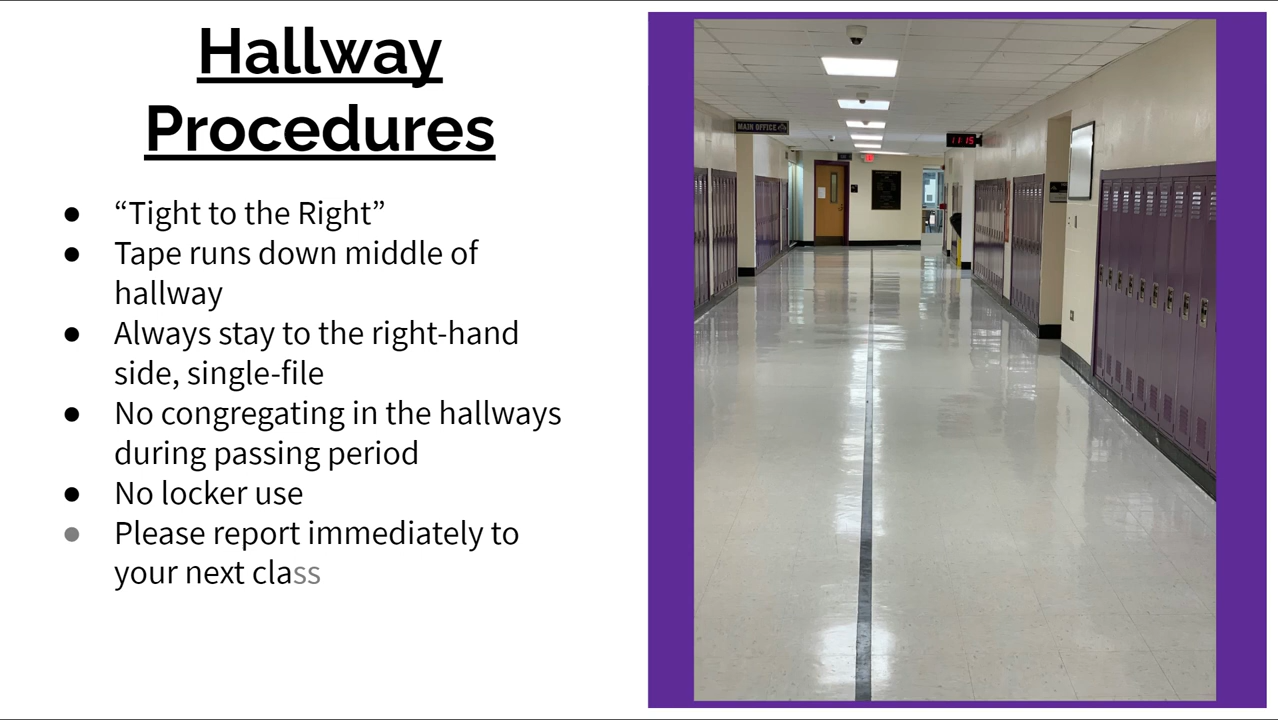 Hallway
Procedures
● “Tight to the Right”
● Tape runs down middle of
hallway
● Always stay to the right-hand
side, single-file
● No congregating in the hallways
during passing period
● No locker use
● Please report immediately to
your next class
MAIN OFFICE
11:15